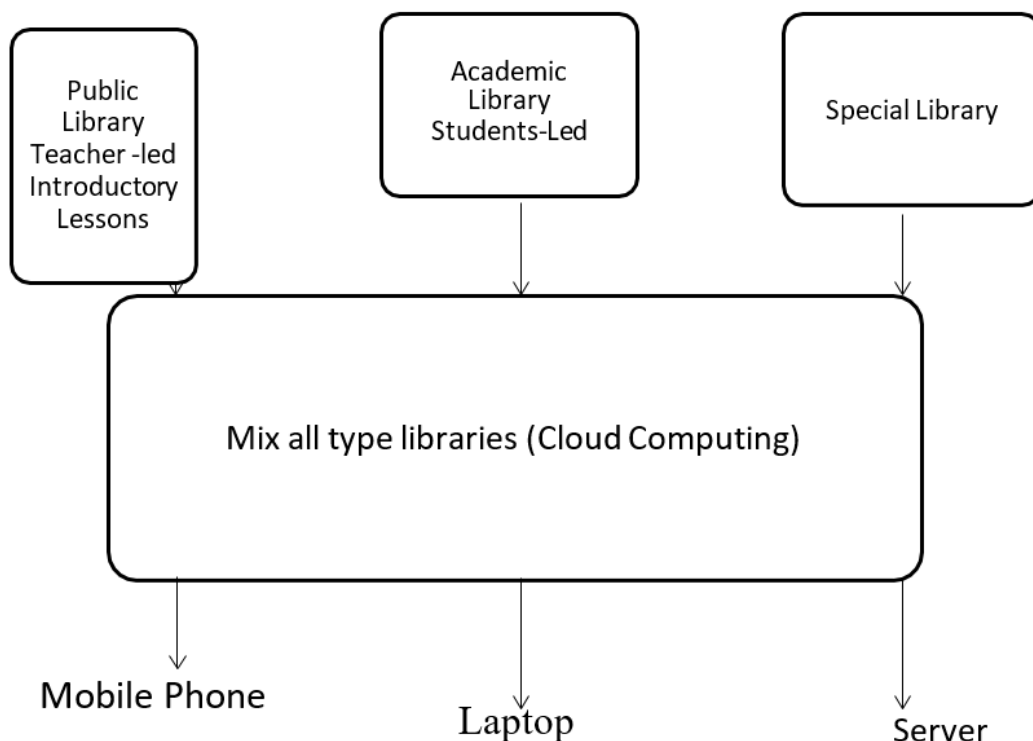 Public
Library
Teacher -led
Introductory
Lessons
Academic
Library
Students-Led
Special Library
Mix all type libraries (Cloud Computing)
Mobile Phone
Laptop
Server